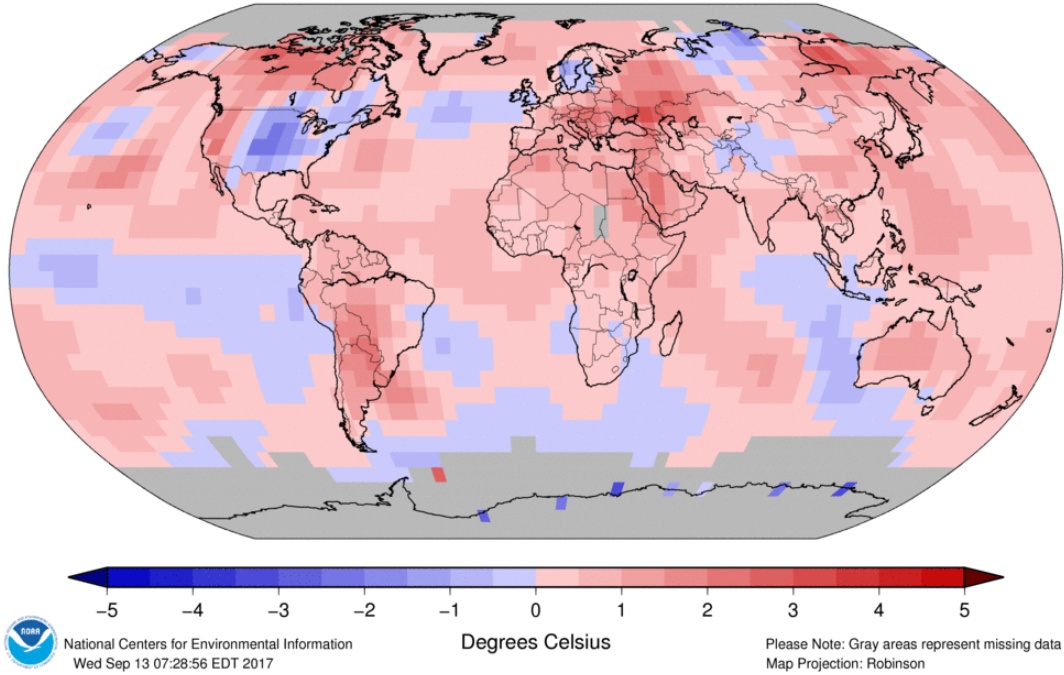 −5 −4 −3 −2 −1 0 1 2 3 4 5
Degrees Celsius
NOAA
National Centers for Environmental Information
Wed Sep 13 07:28:56 EDT 2017
Please Note: Gray areas represent missing data
Map Projection: Robinson